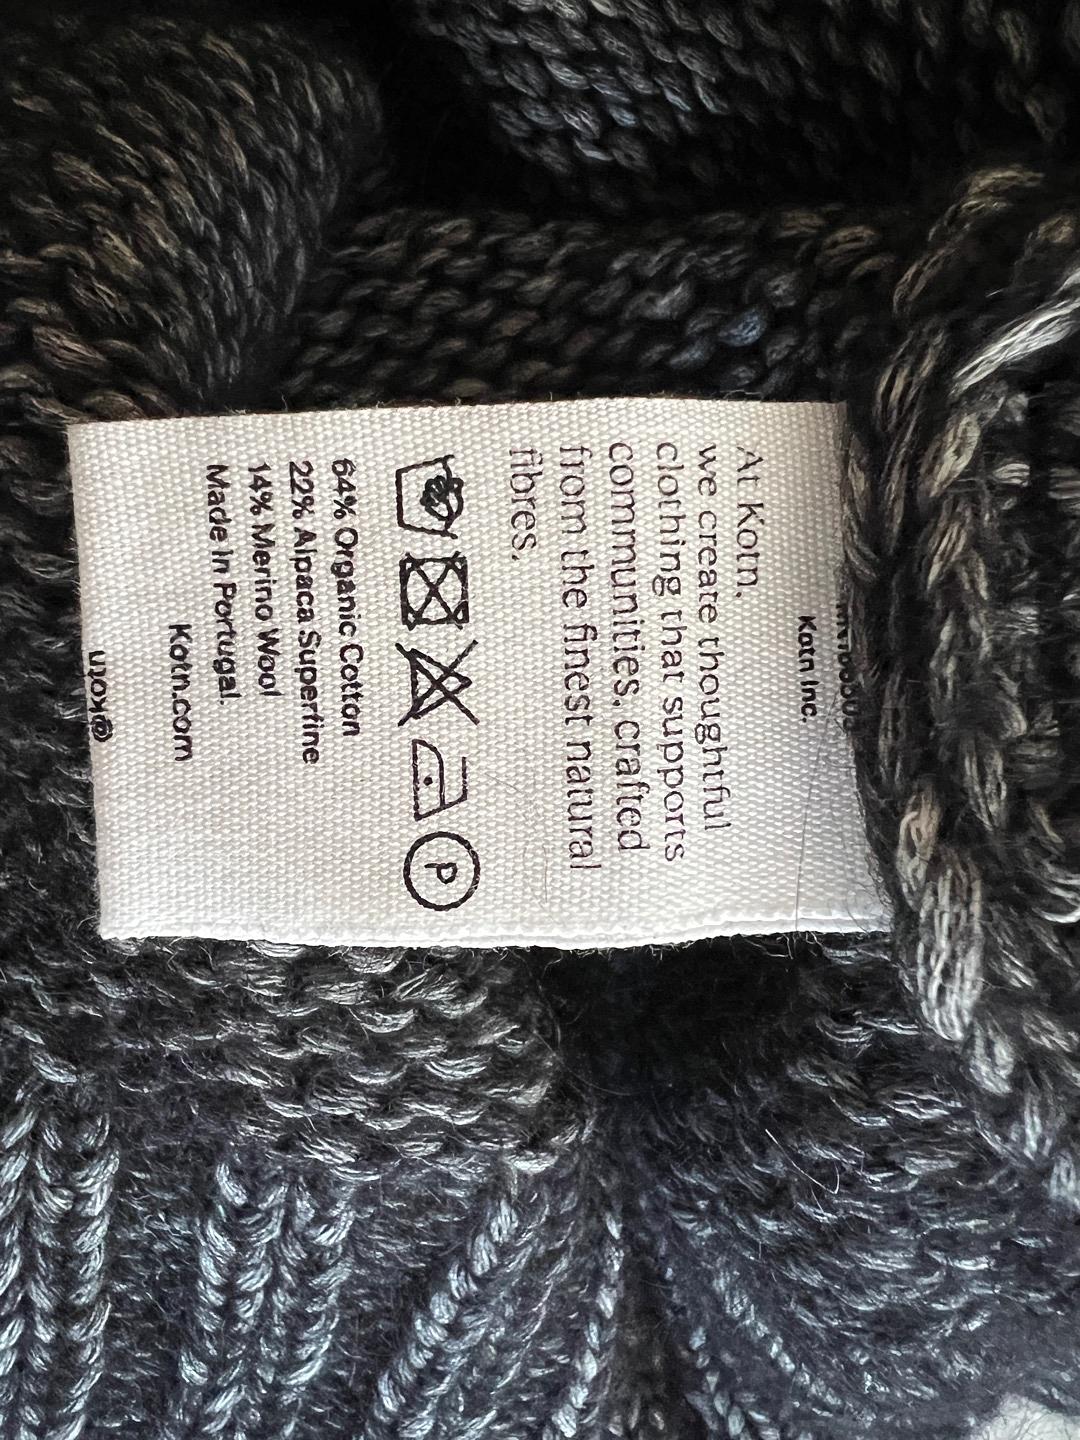 Kotn Inc.
At Kotn,
we create thoughtful
clothing that supports
communities, crafted
from the finest natural
fibres.
P
64% Organic Cotton
22% Alpaca Superfine
14% Merino Wool
Made In Portugal.
Kotn.com
@kotn